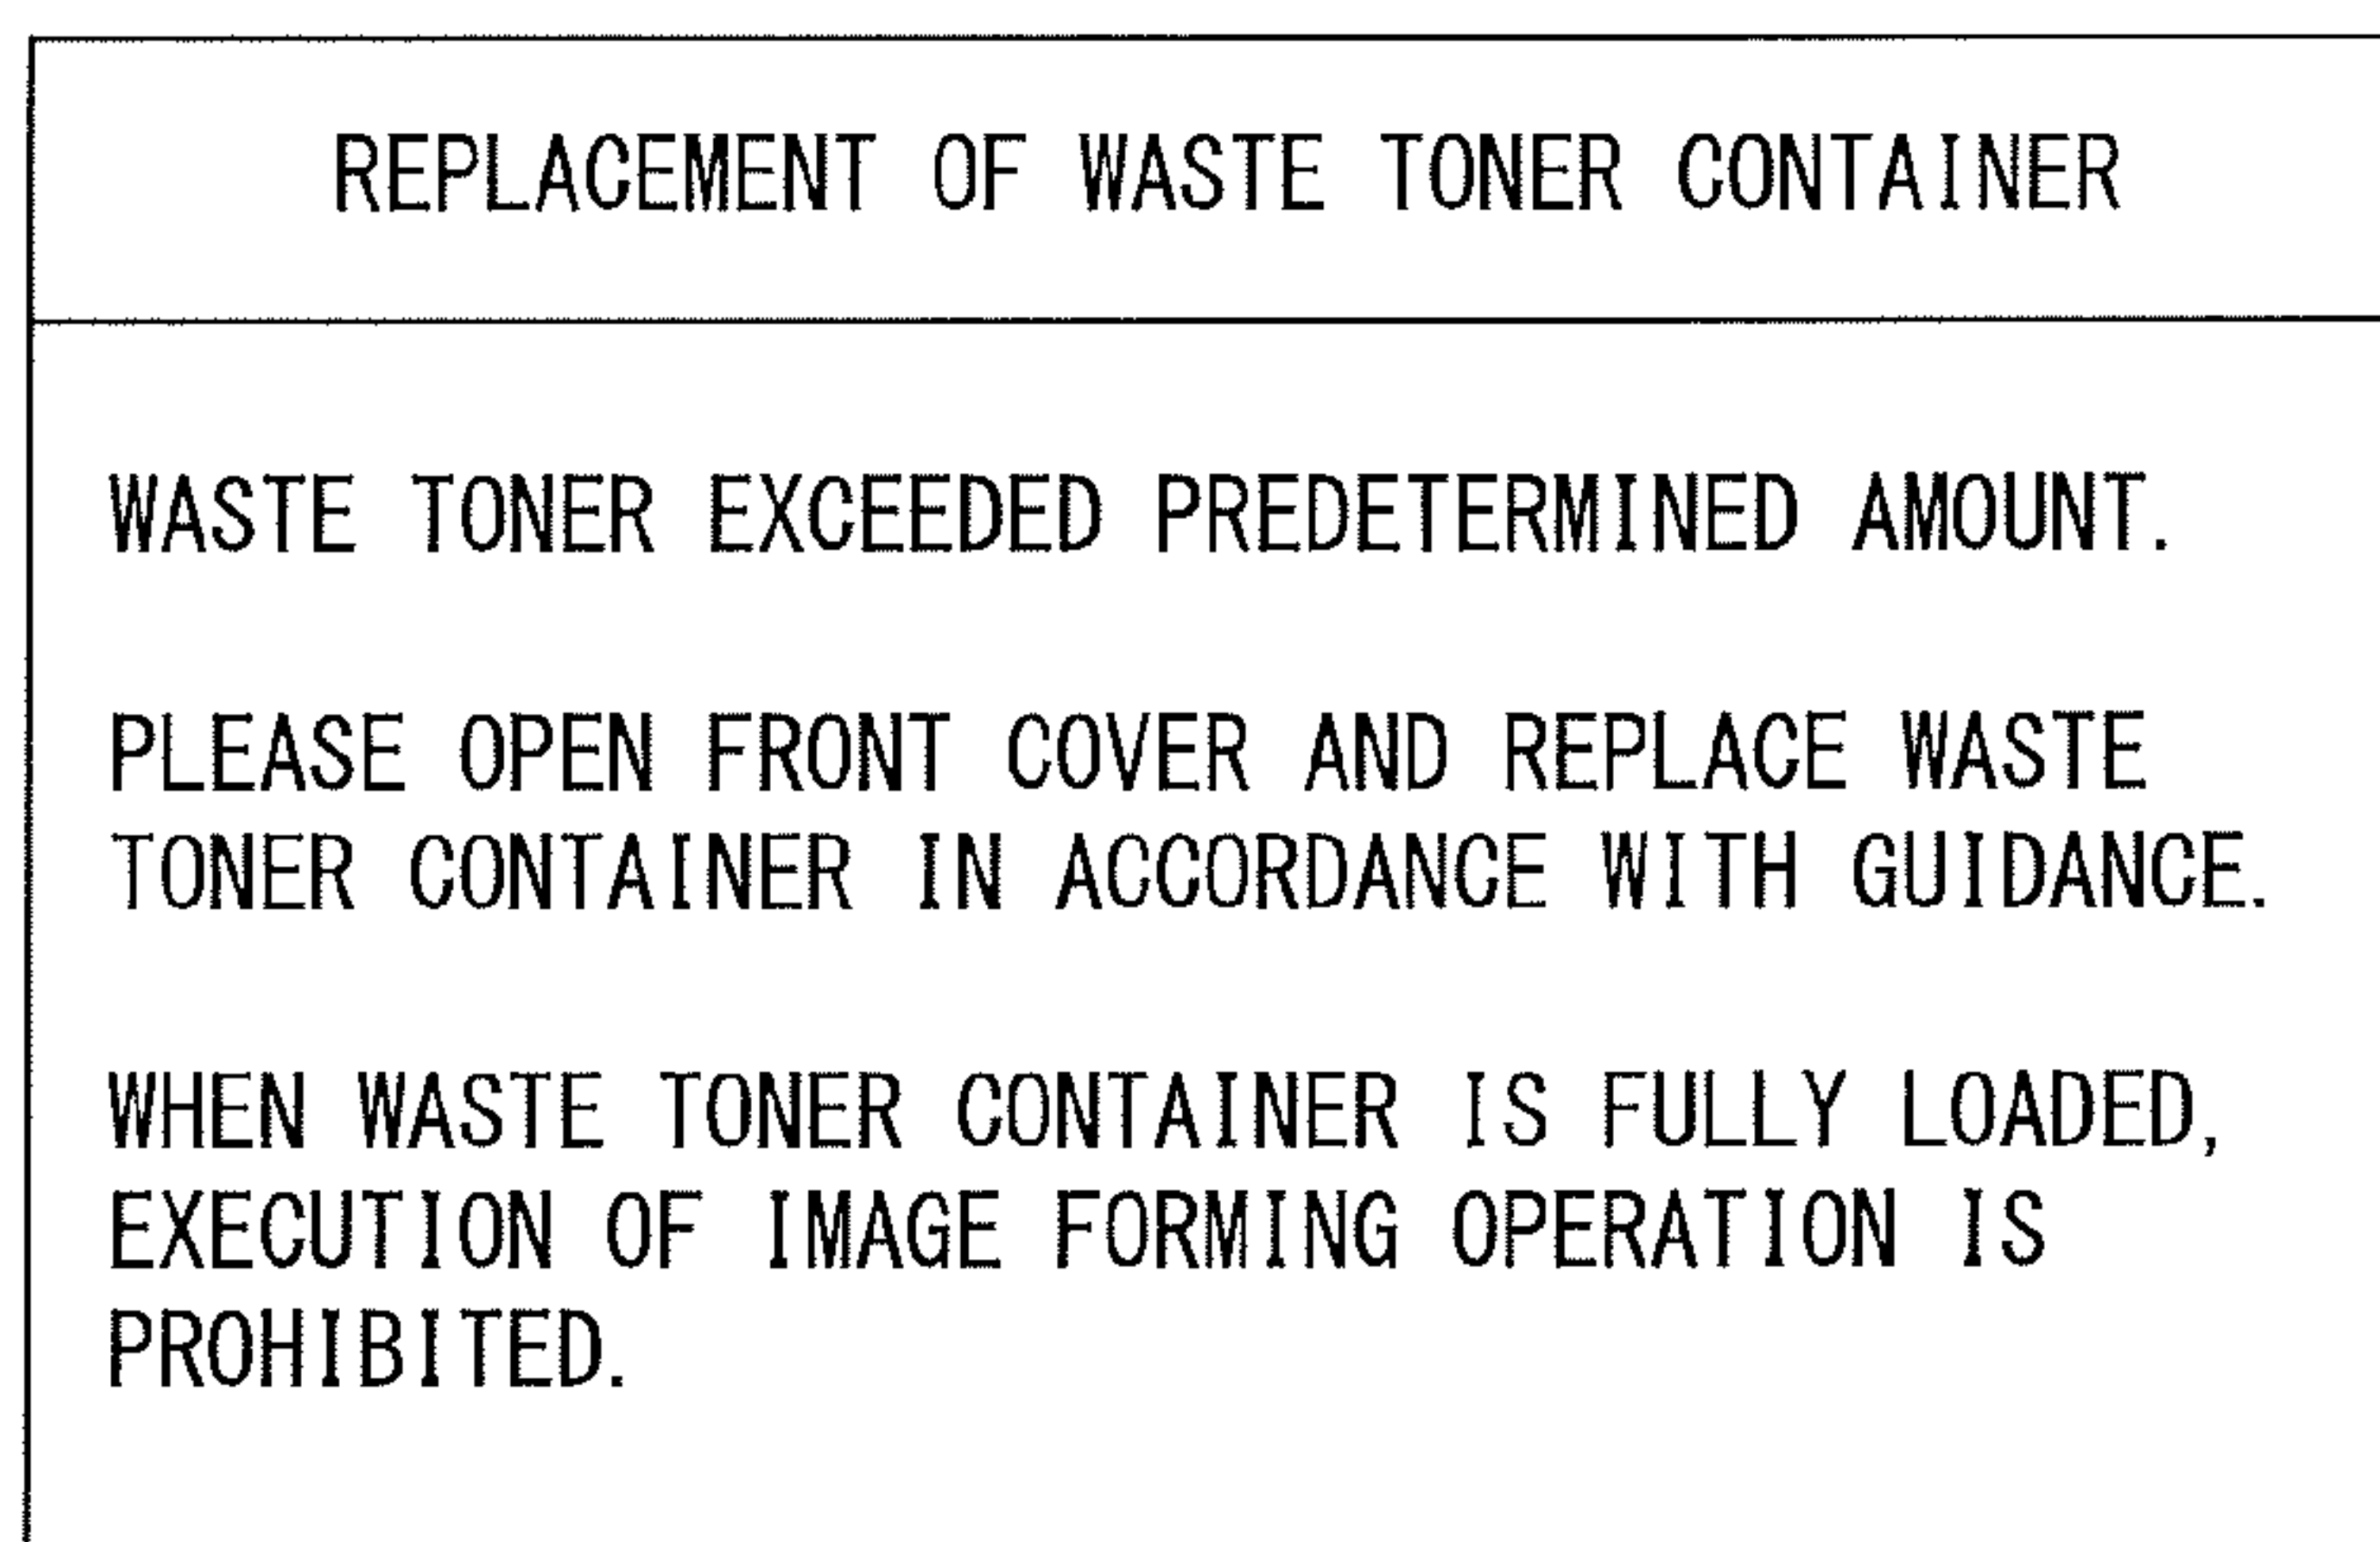 REPLACEMENT OF WASTE TONER CONTAINER
WASTE TONER EXCEEDED PREDETERMINED AMOUNT.
PLEASE OPEN FRONT COVER AND REPLACE WASTE
TONER CONTAINER IN ACCORDANCE WITH GUIDANCE.
WHEN WASTE TONER CONTAINER IS FULLY LOADED,
EXECUTION OF IMAGE FORMING OPERATION IS
PROHIBITED.